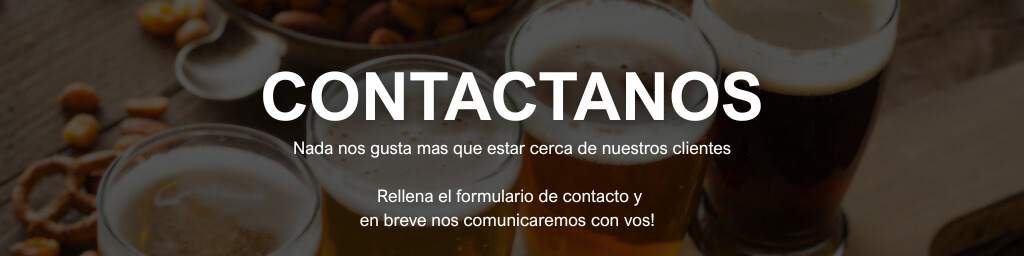 CONTACTANOS
Nada nos gusta mas que estar cerca de nuestros clientes
Rellena el formulario de contacto y
en breve nos comunicaremos con vos!